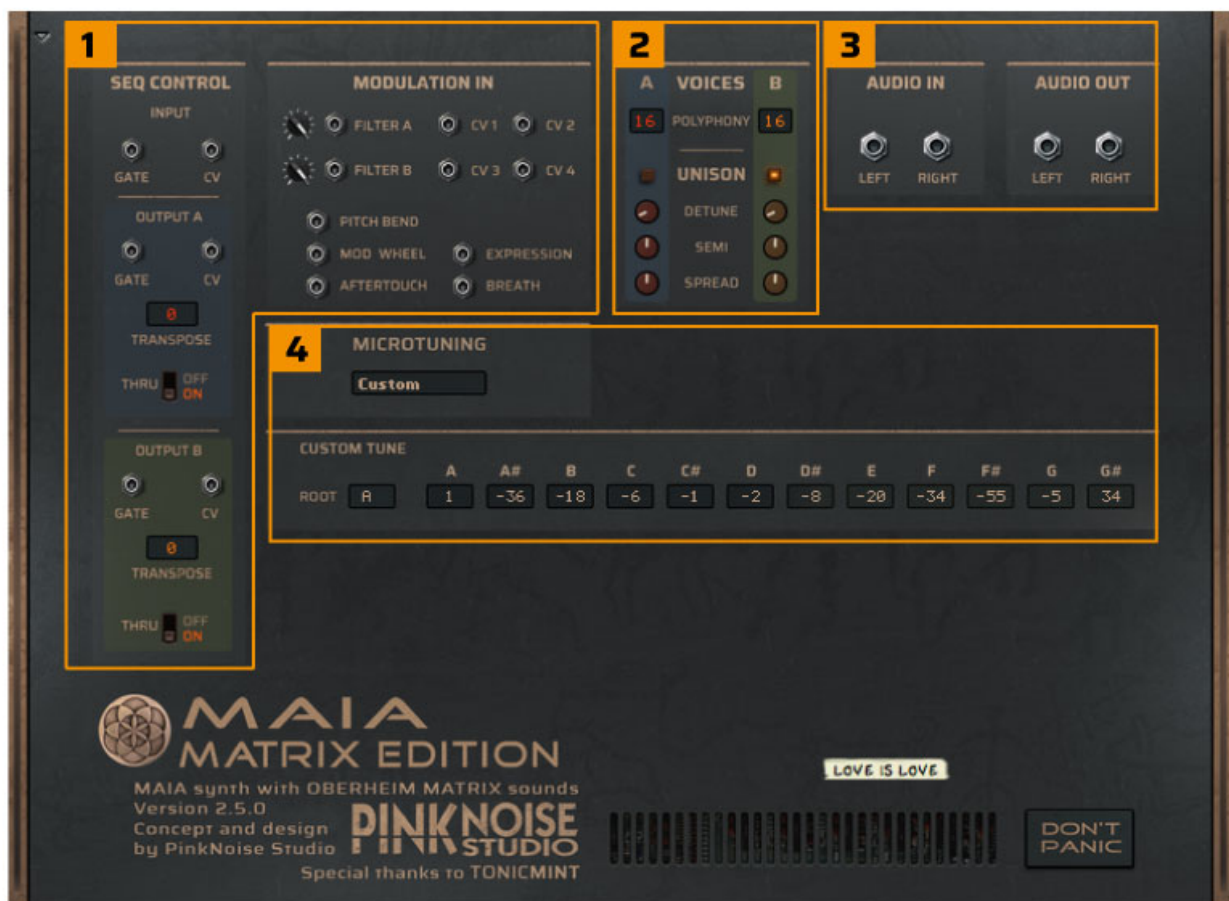 1
SEQ CONTROL
INPUT
GATE CV
OUTPUT A
GATE CV
0
TRANSPOSE
THRU OFF
ON
OUTPUT B
GATE CV
0
TRANSPOSE
THRU OFF
ON
MODULATION IN
FILTER A CV 1 CV 2
FILTER B CV 3 CV 4
PITCH BEND
MOD WHEEL EXPRESSION
AFTERTOUCH BREATH
2
A VOICES B
16 POLYPHONY 16
UNISON
DETUNE
SEMI
SPREAD
3
AUDIO IN
LEFT RIGHT
AUDIO OUT
LEFT RIGHT
4
MICROTUNING
Custom
CUSTOM TUNE
A A# B C C# D D# E F F# G G#
ROOT A 1 -36 -18 -6 -1 -2 -8 -20 -34 -55 -5 34
MAIA
MATRIX EDITION
MAIA synth with OBERHEIM MATRIX sounds
Version 2.5.0
Concept and design
by PinkNoise Studio
PINKNOISE
STUDIO
Special thanks to TONICMINT
LOVE IS LOVE
DON'T
PANIC